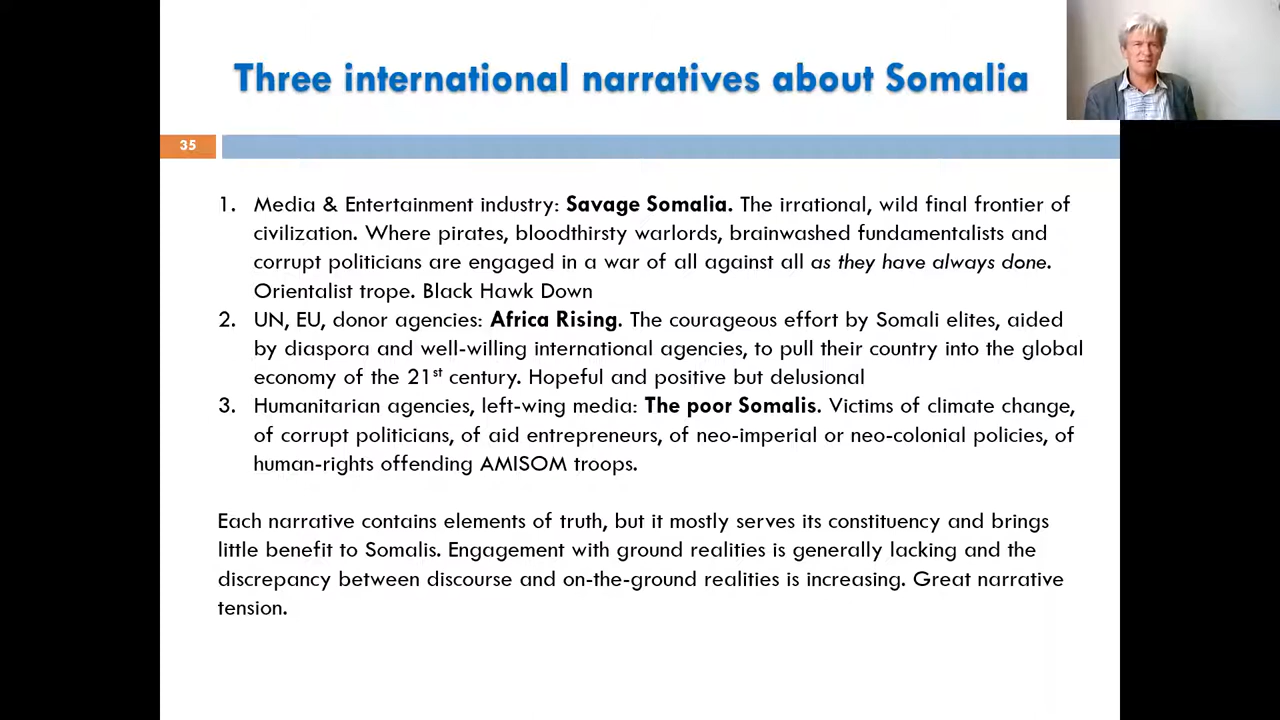 Three international narratives about Somalia
35
1. Media & Entertainment industry: Savage Somalia. The irrational, wild final frontier of
civilization. Where pirates, bloodthirsty warlords, brainwashed fundamentalists and
corrupt politicians are engaged in a war of all against all as they have always done.
Orientalist trope. Black Hawk Down
2. UN, EU, donor agencies: Africa Rising. The courageous effort by Somali elites, aided
by diaspora and well-willing international agencies, to pull their country into the global
economy of the 21st century. Hopeful and positive but delusional
3. Humanitarian agencies, left-wing media: The poor Somalis. Victims of climate change,
of corrupt politicians, of aid entrepreneurs, of neo-imperial or neo-colonial policies, of
human-rights offending AMISOM troops.
Each narrative contains elements of truth, but it mostly serves its constituency and brings
little benefit to Somalis. Engagement with ground realities is generally lacking and the
discrepancy between discourse and on-the-ground realities is increasing. Great narrative
tension.